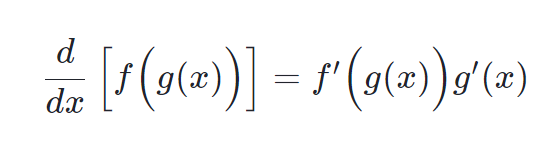 d/dx [f(g(x))] = f′(g(x))g′(x)